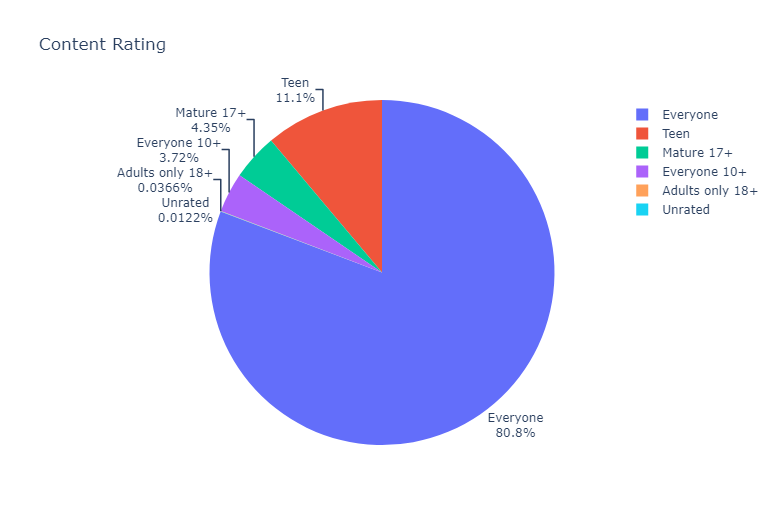 Content Rating
Teen
11.1%
Mature 17+
4.35%
Everyone 10+
3.72%
Adults only 18+
0.0366%
Unrated
0.0122%
Everyone
80.8%
Everyone
Teen
Mature 17+
Everyone 10+
Adults only 18+
Unrated